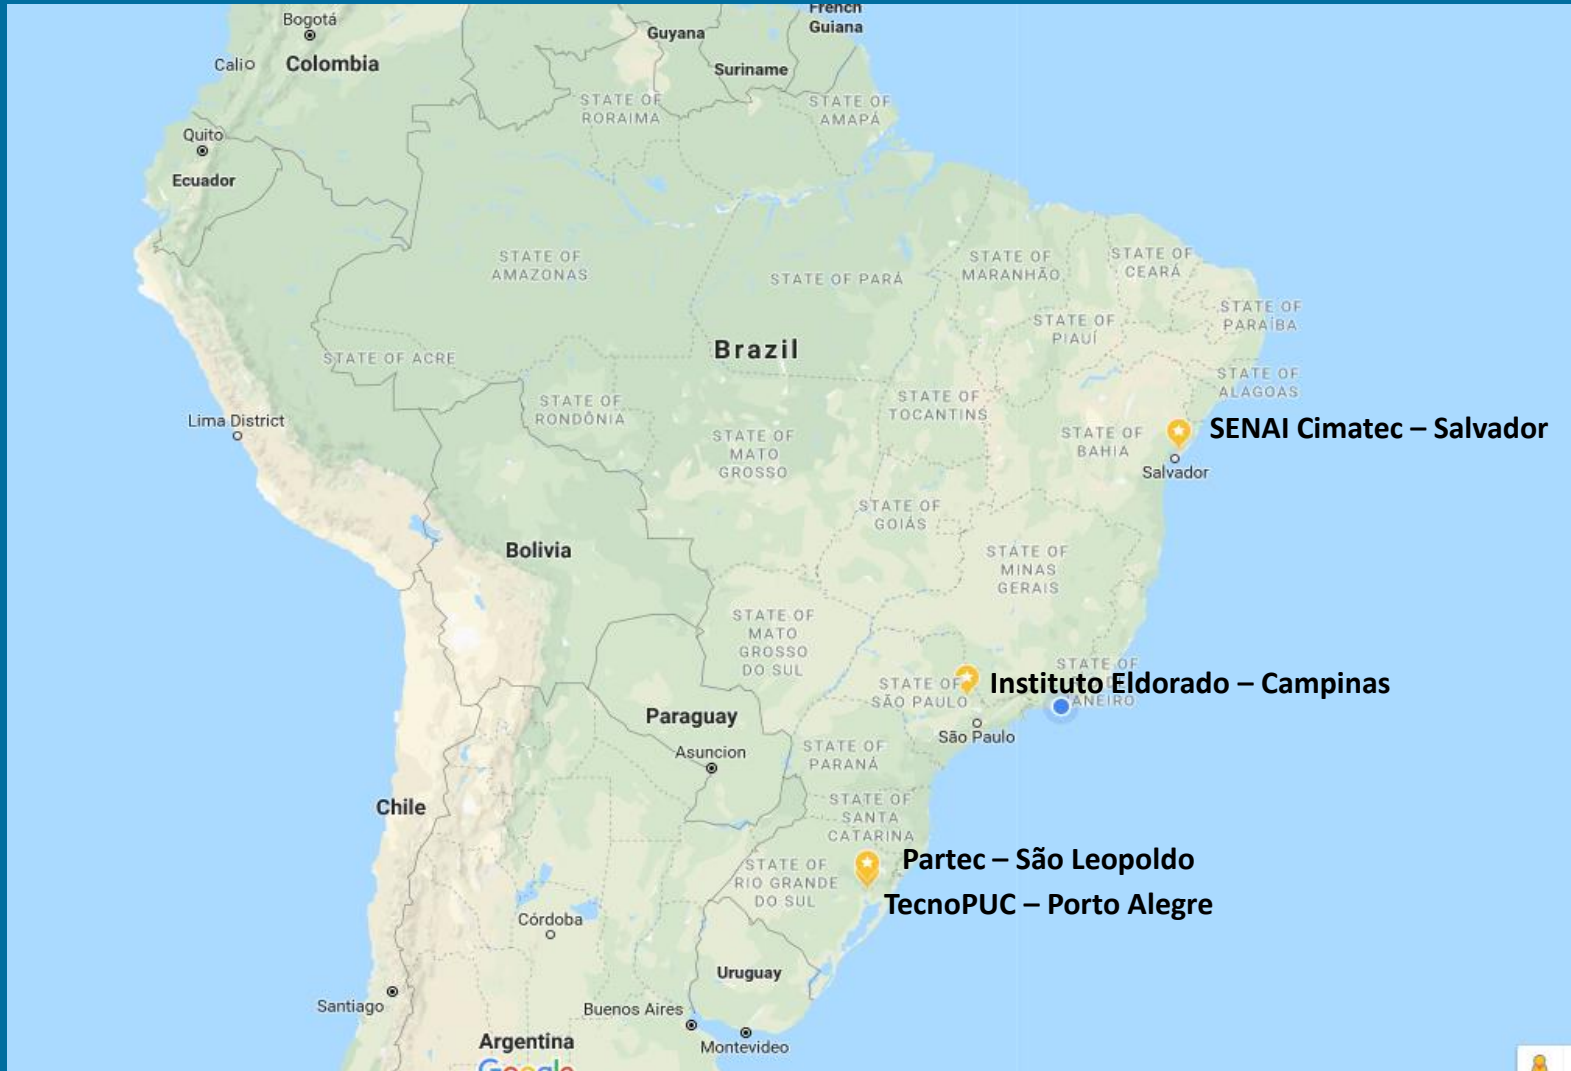 Bogotá
Cali
Colombia
French
Guiana
Guyana
Suriname
STATE OF
RORAIMA
STATE OF
AMAPÁ
Quito
Ecuador
STATE OF
AMAZONAS
STATE OF PARÁ
STATE OF
MARANHÃO
STATE OF
CEARÁ
STATE OF
PARAÍBA
STATE OF
PIAUÍ
Brazil
STATE OF ACRE
STATE OF
ALAGOAS
STATE OF
RONDÔNIA
STATE OF
TOCANTINS
Lima District
STATE OF
MATO
GROSSO
STATE OF
BAHIA
SENAI Cimatec – Salvador
Salvador
STATE OF
GOIÁS
Bolivia
STATE OF
MINAS
GERAIS
STATE OF
MATO
GROSSO
DO SUL
STATE OF
SÃO PAULO
STATE OF
JANEIRO
Instituto Eldorado – Campinas
São Paulo
Paraguay
Asuncion
STATE OF
PARANÁ
Chile
STATE OF
SANTA
CATARINA
STATE OF
RIO GRANDE
DO SUL
Partec – São Leopoldo
TecnoPUC – Porto Alegre
Córdoba
Uruguay
Santiago
Buenos Aires
Montevideo
Argentina
Google